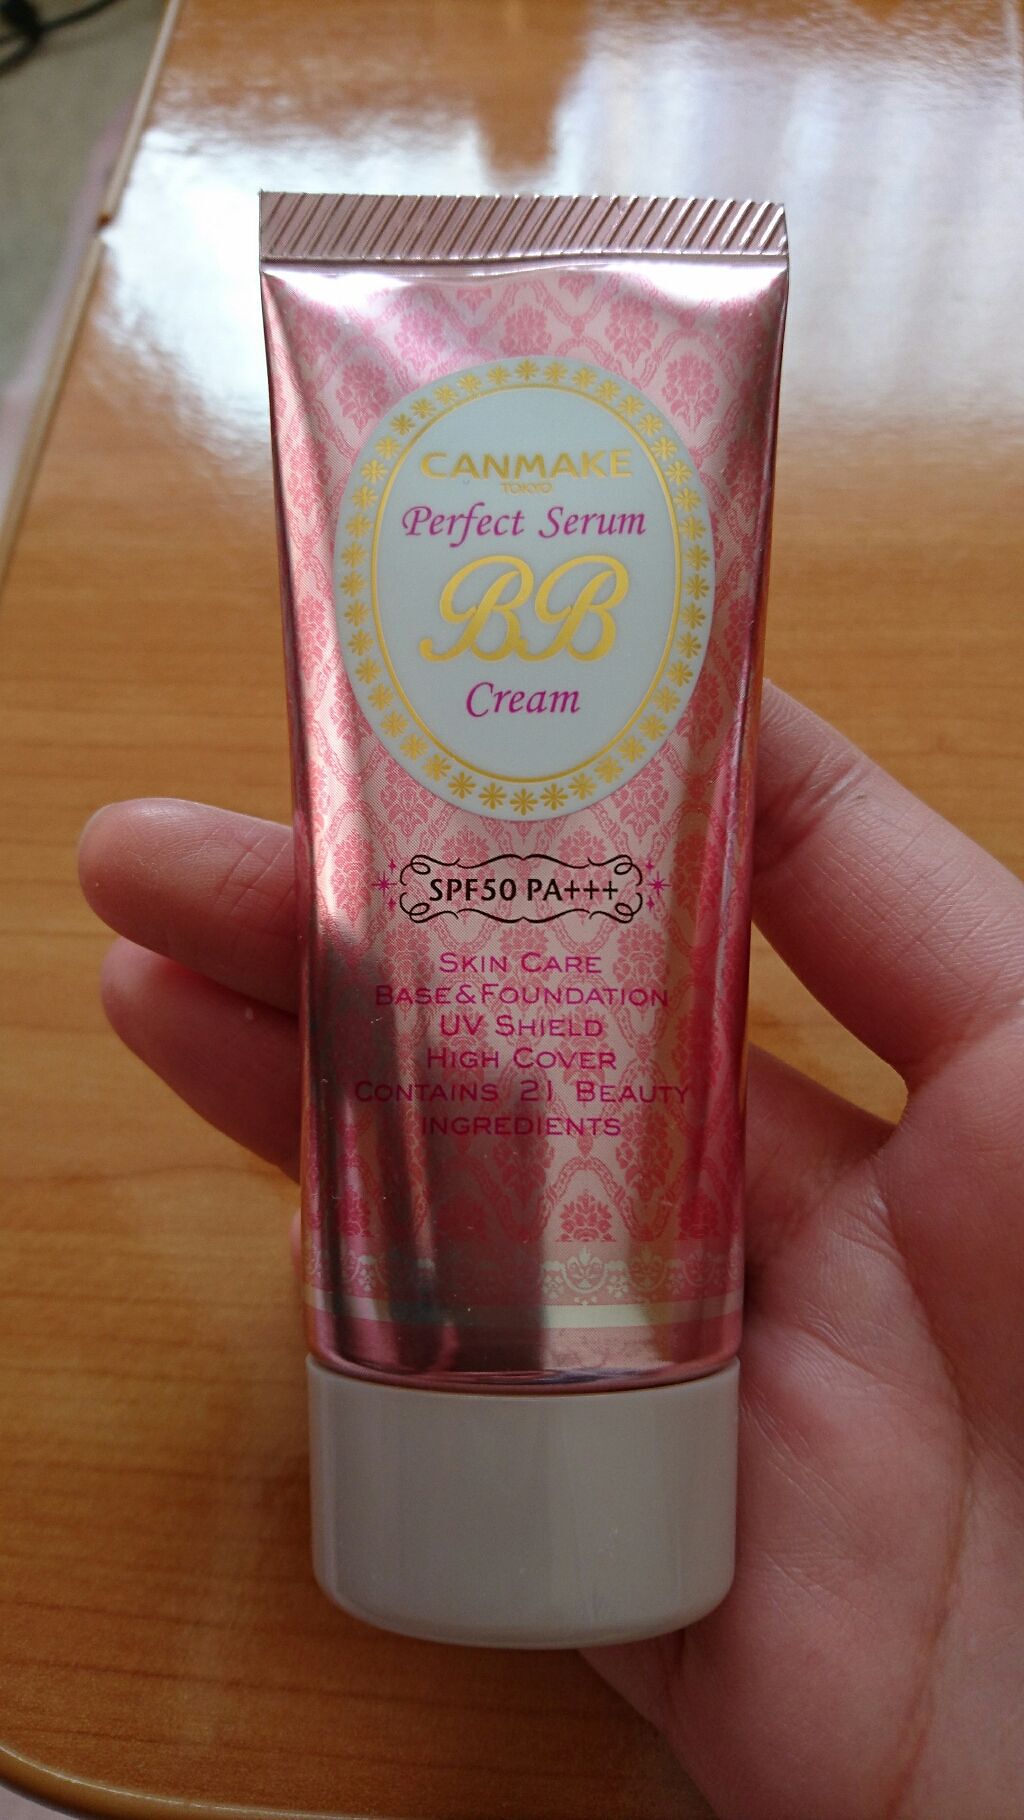 CANMAKE
TOKYO
Perfect Serum
BB
Cream
SPF50 PA+++
SKIN CARE
BASE&FOUNDATION
UV SHIELD
HIGH COVER
CONTAINS 21 BEAUTY
INGREDIENTS